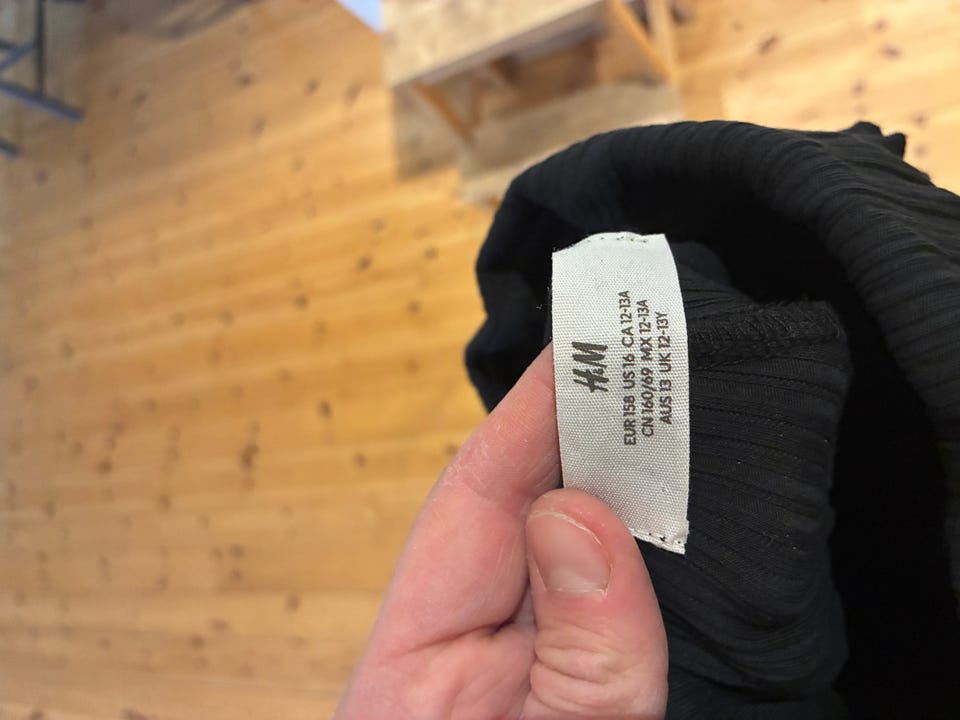 H&M
EUR 158 US 16 CA 12-13A
CN 160/69 MX 12-13A
AUS 13 UK 12-13Y